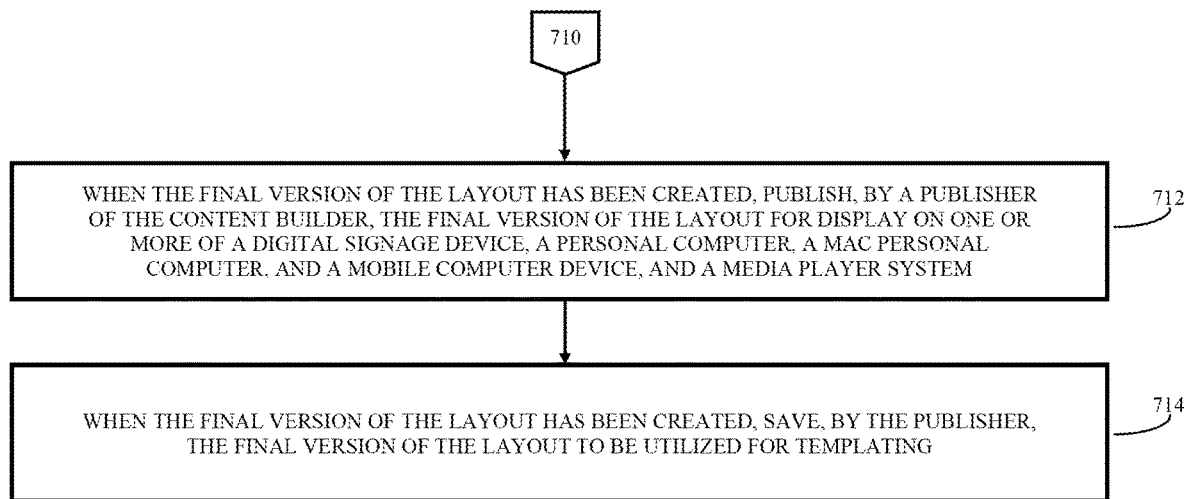 710
WHEN THE FINAL VERSION OF THE LAYOUT HAS BEEN CREATED, PUBLISH, BY A PUBLISHER
OF THE CONTENT BUILDER, THE FINAL VERSION OF THE LAYOUT FOR DISPLAY ON ONE OR
MORE OF A DIGITAL SIGNAGE DEVICE, A PERSONAL COMPUTER, A MAC PERSONAL
COMPUTER, AND A MOBILE COMPUTER DEVICE, AND A MEDIA PLAYER SYSTEM
712
WHEN THE FINAL VERSION OF THE LAYOUT HAS BEEN CREATED, SAVE, BY THE PUBLISHER,
THE FINAL VERSION OF THE LAYOUT TO BE UTILIZED FOR TEMPLATING
714